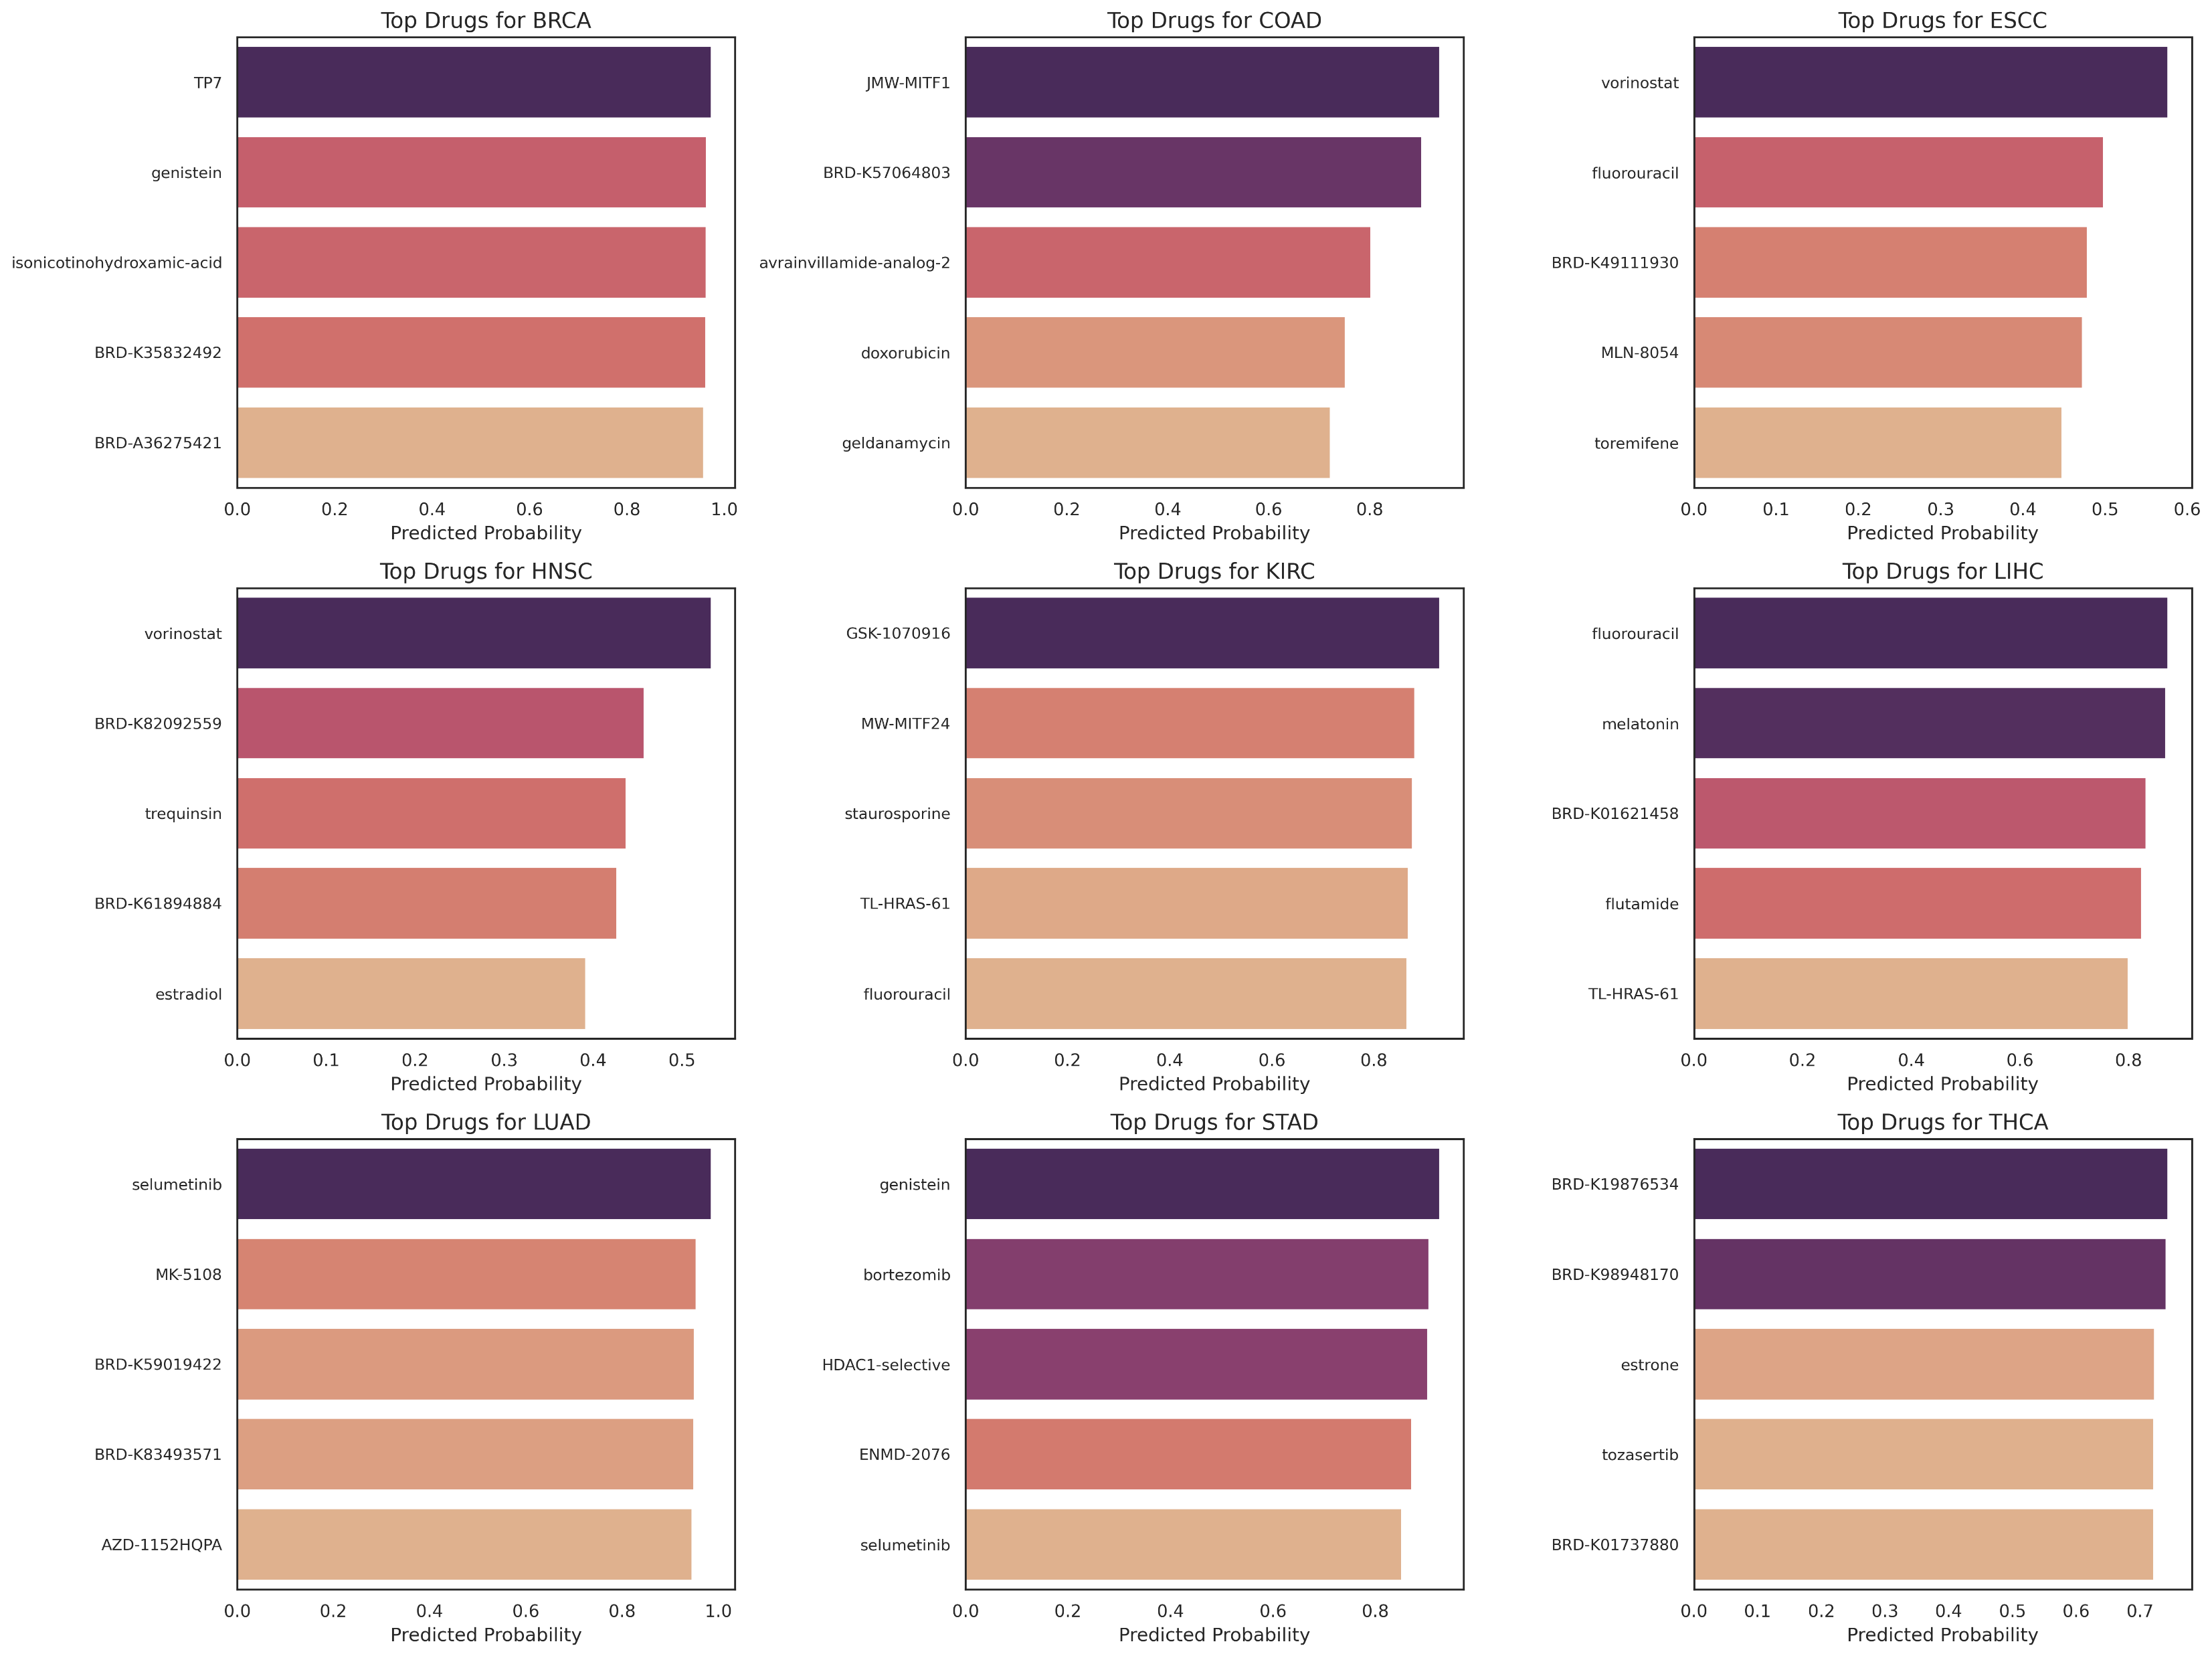 Top Drugs for BRCA
TP7
genistein
isonicotinohydroxamic-acid
BRD-K35832492
BRD-A36275421
0.0 0.2 0.4 0.6 0.8 1.0
Predicted Probability
Top Drugs for COAD
JMW-MITF1
BRD-K57064803
avrainvillamide-analog-2
doxorubicin
geldanamycin
0.0 0.2 0.4 0.6 0.8
Predicted Probability
Top Drugs for ESCC
vorinostat
fluorouracil
BRD-K49111930
MLN-8054
toremifene
0.0 0.1 0.2 0.3 0.4 0.5 0.6
Predicted Probability
Top Drugs for HNSC
vorinostat
BRD-K82092559
trequinsin
BRD-K61894884
estradiol
0.0 0.1 0.2 0.3 0.4 0.5
Predicted Probability
Top Drugs for KIRC
GSK-1070916
MW-MITF24
staurosporine
TL-HRAS-61
fluorouracil
0.0 0.2 0.4 0.6 0.8
Predicted Probability
Top Drugs for LIHC
fluorouracil
melatonin
BRD-K01621458
flutamide
TL-HRAS-61
0.0 0.2 0.4 0.6 0.8
Predicted Probability
Top Drugs for LUAD
selumetinib
MK-5108
BRD-K59019422
BRD-K83493571
AZD-1152HQPA
0.0 0.2 0.4 0.6 0.8 1.0
Predicted Probability
Top Drugs for STAD
genistein
bortezomib
HDAC1-selective
ENMD-2076
selumetinib
0.0 0.2 0.4 0.6 0.8
Predicted Probability
Top Drugs for THCA
BRD-K19876534
BRD-K98948170
estrone
tozasertib
BRD-K01737880
0.0 0.1 0.2 0.3 0.4 0.5 0.6 0.7
Predicted Probability